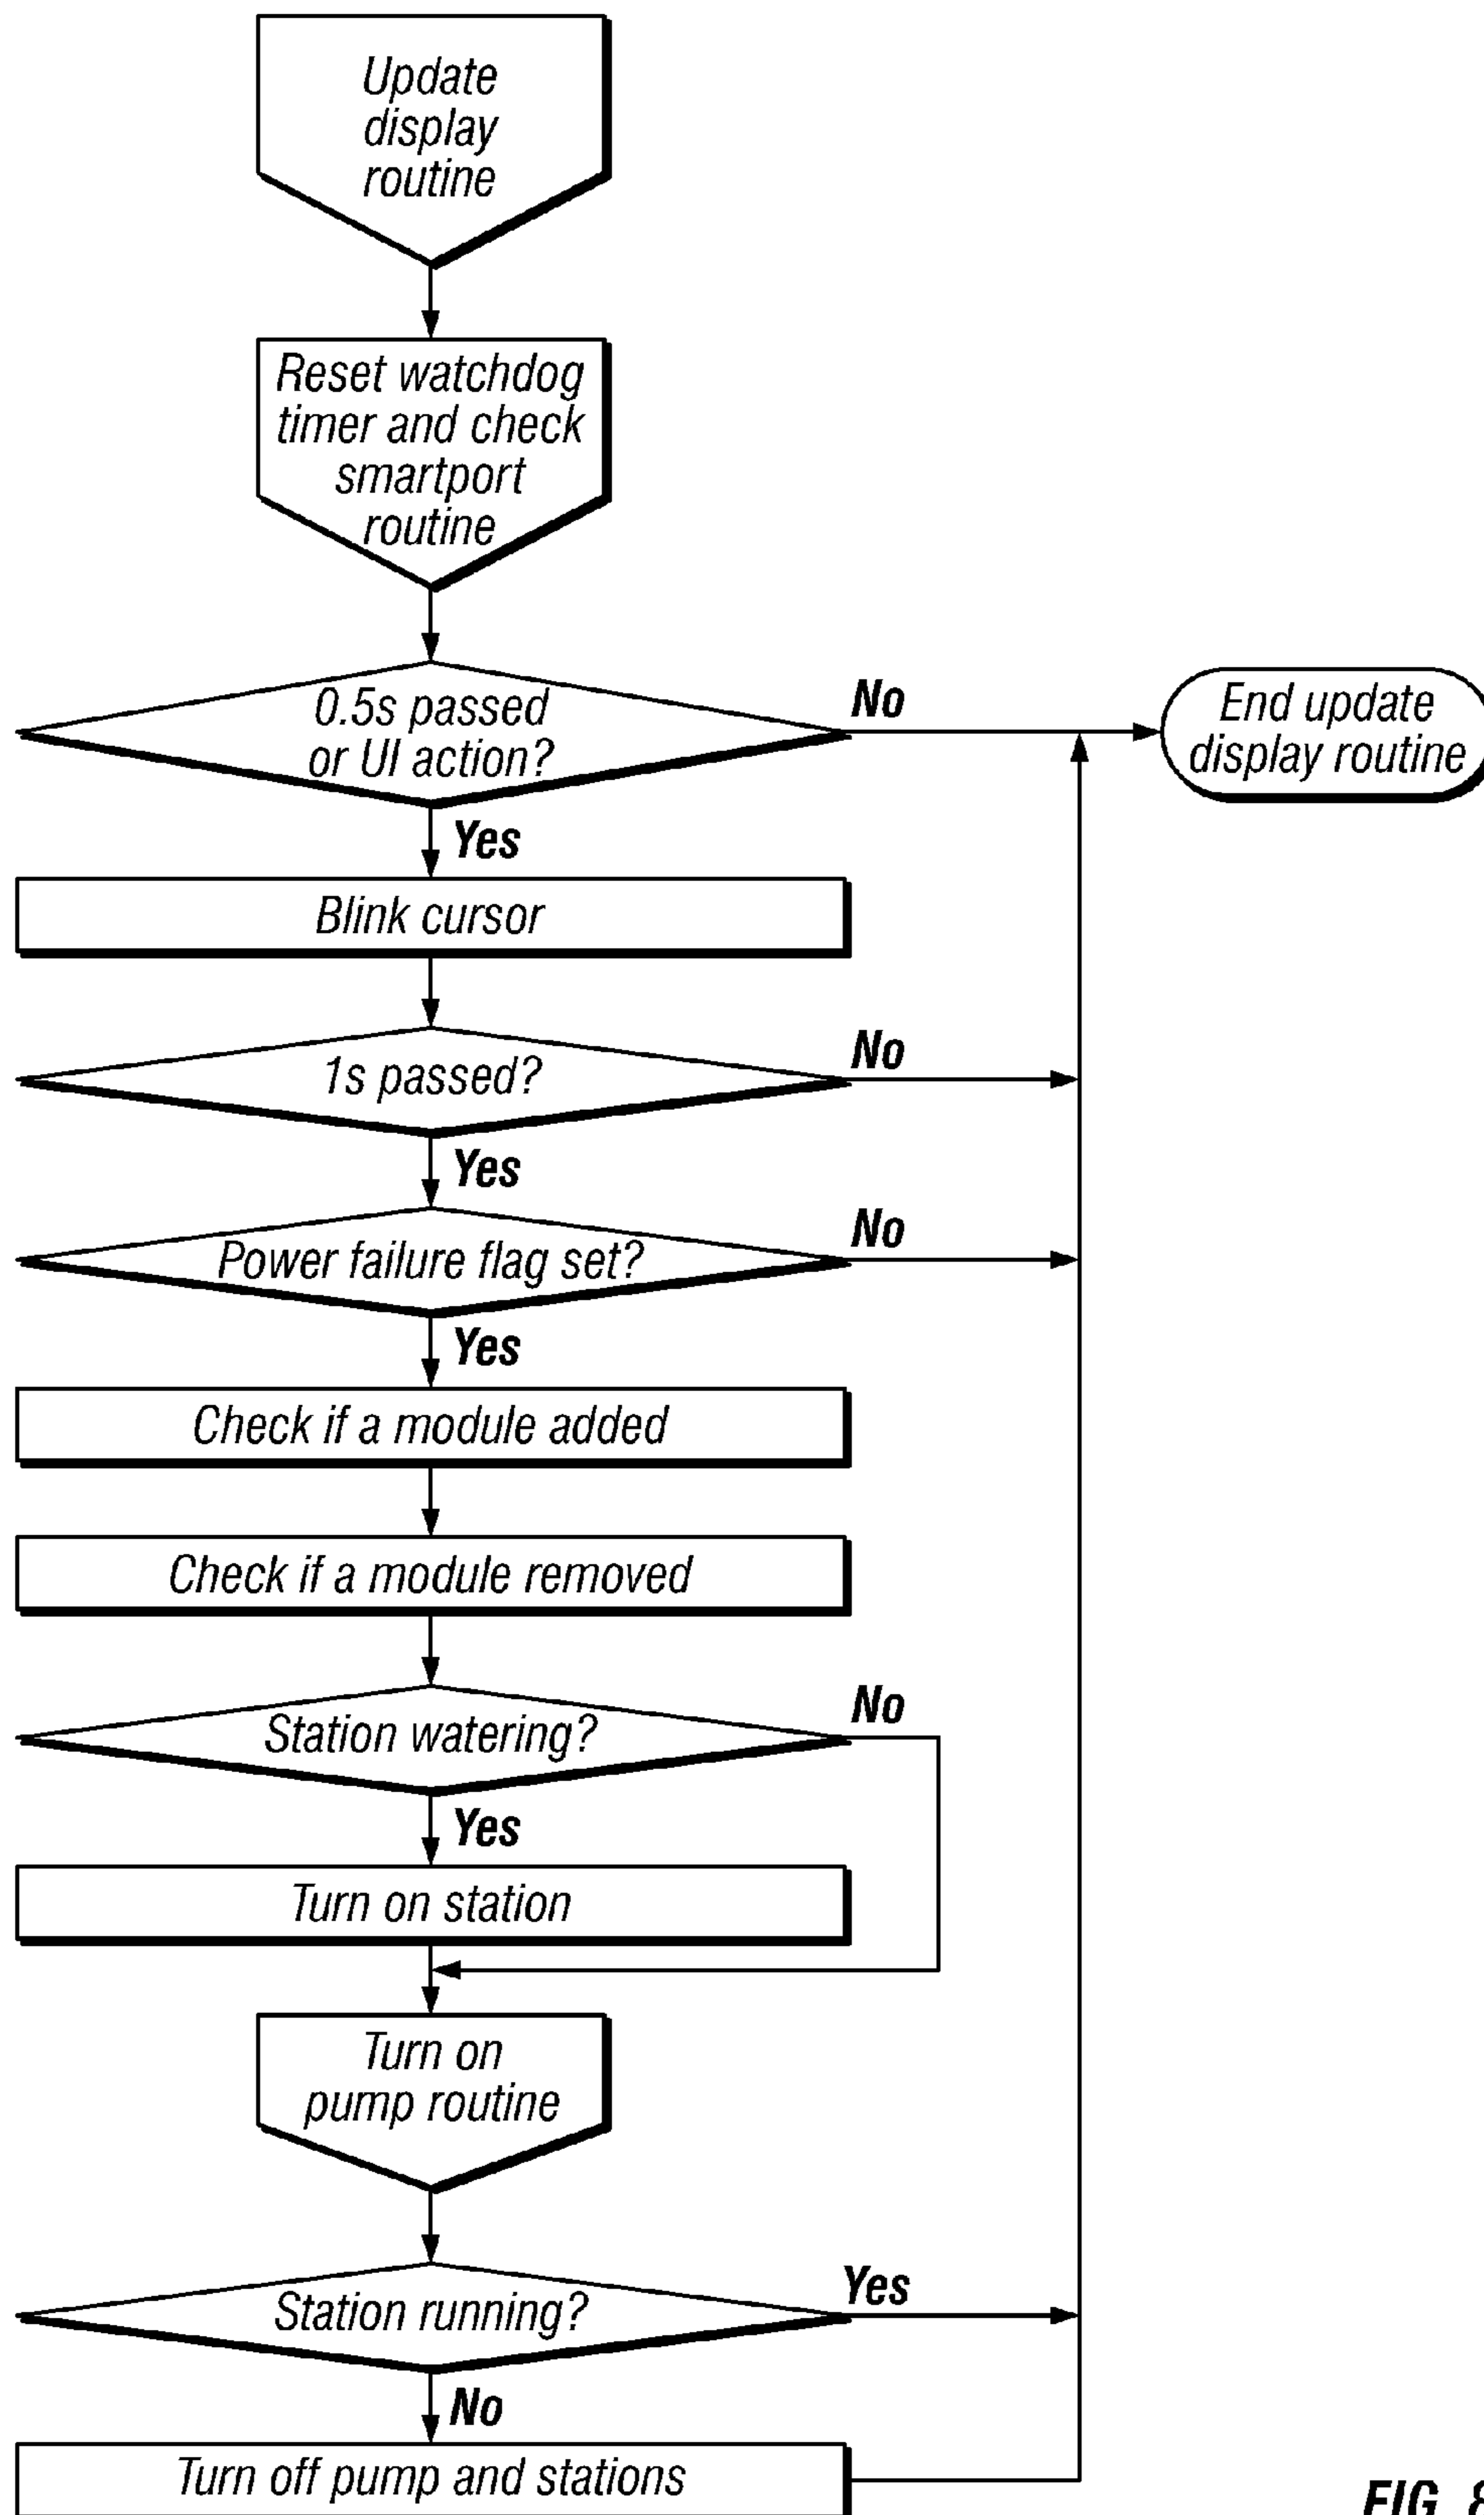 Update
display
routine
Reset watchdog
timer and check
smartport
routine
0.5s passed
or UI action?
No
End update
display routine
Yes
Blink cursor
1s passed?
No
Yes
Power failure flag set?
No
Yes
Check if a module added
Check if a module removed
Station watering?
No
Yes
Turn on station
Turn on
pump routine
Station running?
Yes
No
Turn off pump and stations
FIG. 8